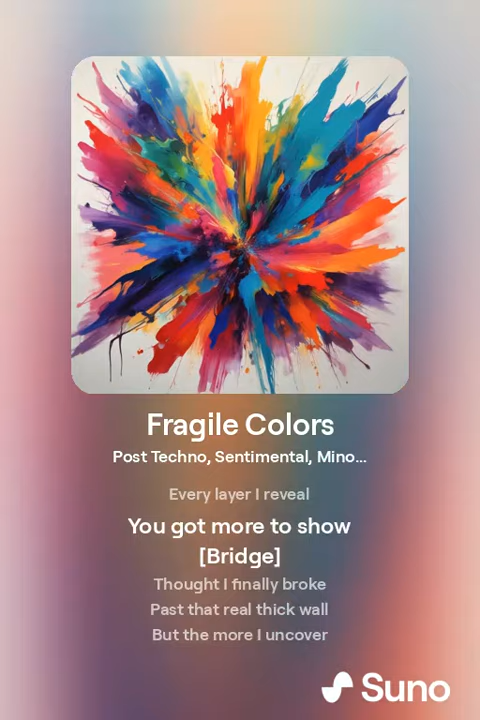 Fragile Colors
Post Techno, Sentimental, Mino...
Every layer I reveal
You got more to show
[Bridge]
Thought I finally broke
Past that real thick wall
But the more I uncover
Suno